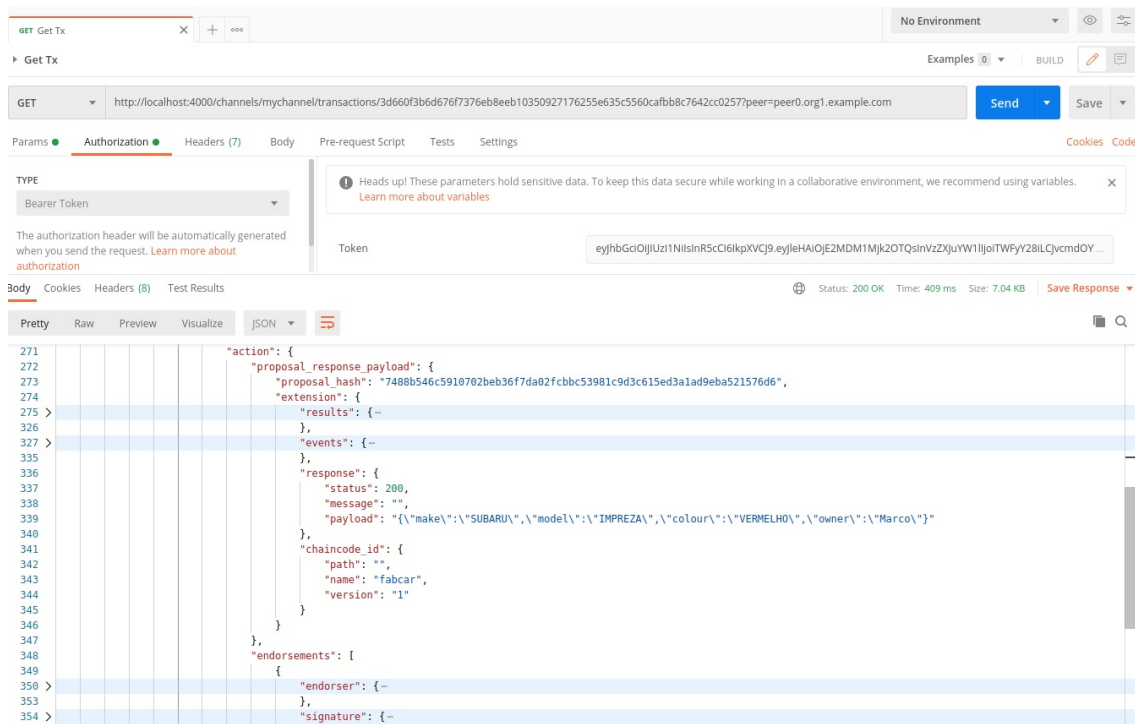 GET Get Tx
No Environment
Get Tx
Examples 0 BUILD
GET http://localhost:4000/channels/mychannel/transactions/3d660f3b6d676f7376eb8eeb10350927176255e635c5560cafbb8c7642cc0257?peer=peer0.org1.example.com Send Save
Params Authorization Headers (7) Body Pre-request Script Tests Settings Cookies Code
TYPE
Bearer Token
The authorization header will be automatically generated
when you send the request. Learn more about
authorization
Heads up! These parameters hold sensitive data. To keep this data secure while working in a collaborative environment, we recommend using variables.
Learn more about variables
Token
Body Cookies Headers (8) Test Results Status: 200 OK Time: 409 ms Size: 7.04 KB Save Response
Pretty Raw Preview Visualize JSON
271 "action": {
272 "proposal_response_payload": {
273 "proposal_hash": "7488b546c5910702beb36f7da02fcbbc53981c9d3c615ed3a1ad9eba521576d6",
274 "extension": {
275 "results": {
326 },
327 "events": {
335 },
336 "response": {
337 "status": 200,
338 "message": "",
339 "payload": "{\"make\":\"SUBARU\",\"model\":\"IMPREZA\",\"colour\":\"VERMELHO\",\"owner\":\"Marco\"}"
340 },
341 "chaincode_id": {
342 "path": "",
343 "name": "fabcar",
344 "version": "1"
345 }
346 }
347 },
348 "endorsements": [
349 {
350 "endorser": {
353 },
354 "signature": {